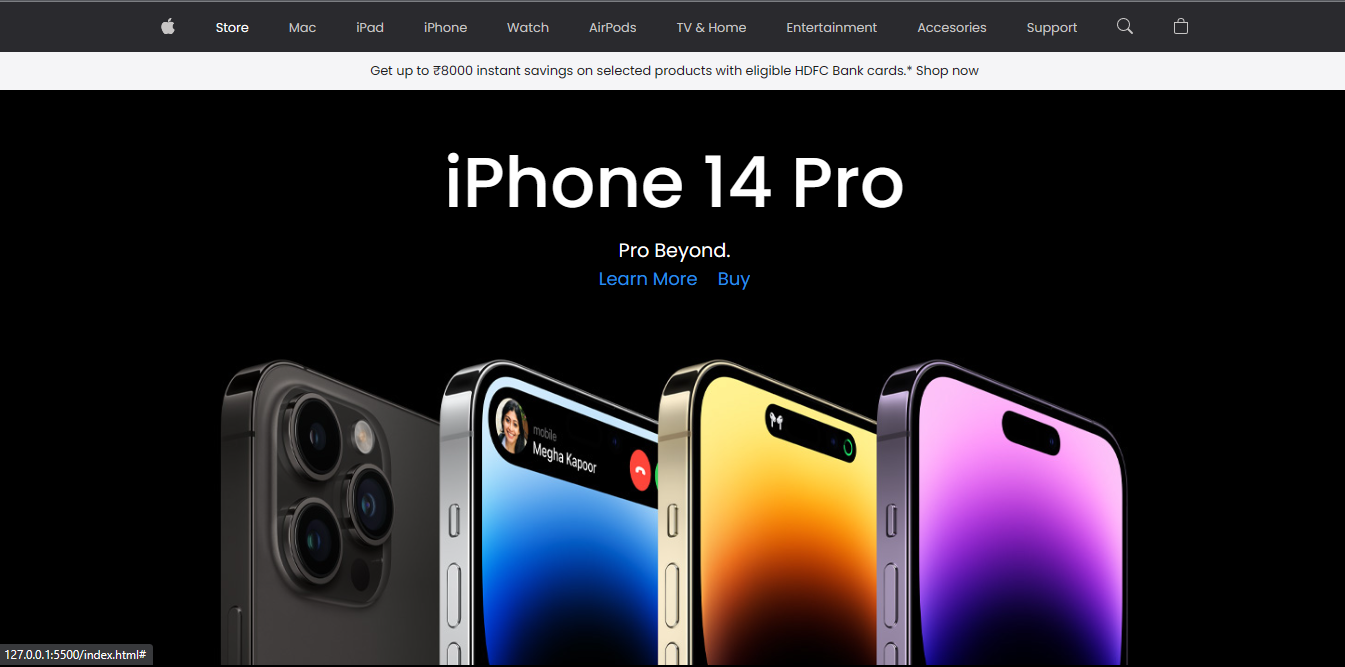 Store Mac iPad iPhone Watch AirPods TV & Home Entertainment Accesories Support
Get up to ₹8000 instant savings on selected products with eligible HDFC Bank cards.* Shop now
iPhone 14 Pro
Pro Beyond.
Learn More Buy
mobile
Megha Kapoor
127.0.0.1:5500/index.html#